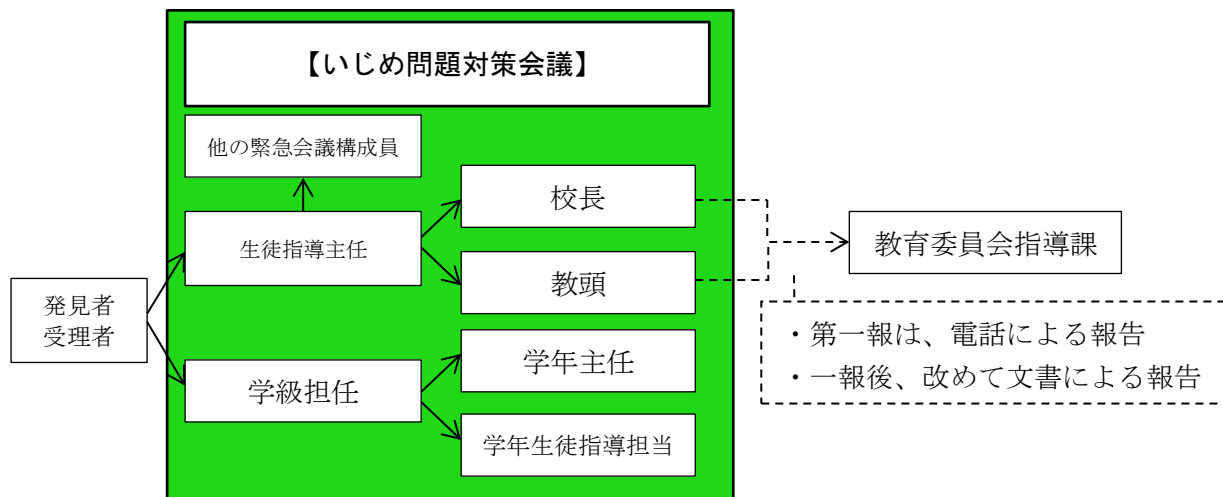 【いじめ問題対策会議】
他の緊急会議構成員
校長
生徒指導主任
教育委員会指導課
教頭
発見者
受理者
・第一報は、電話による報告
・一報後、改めて文書による報告
学年主任
学級担任
学年生徒指導担当